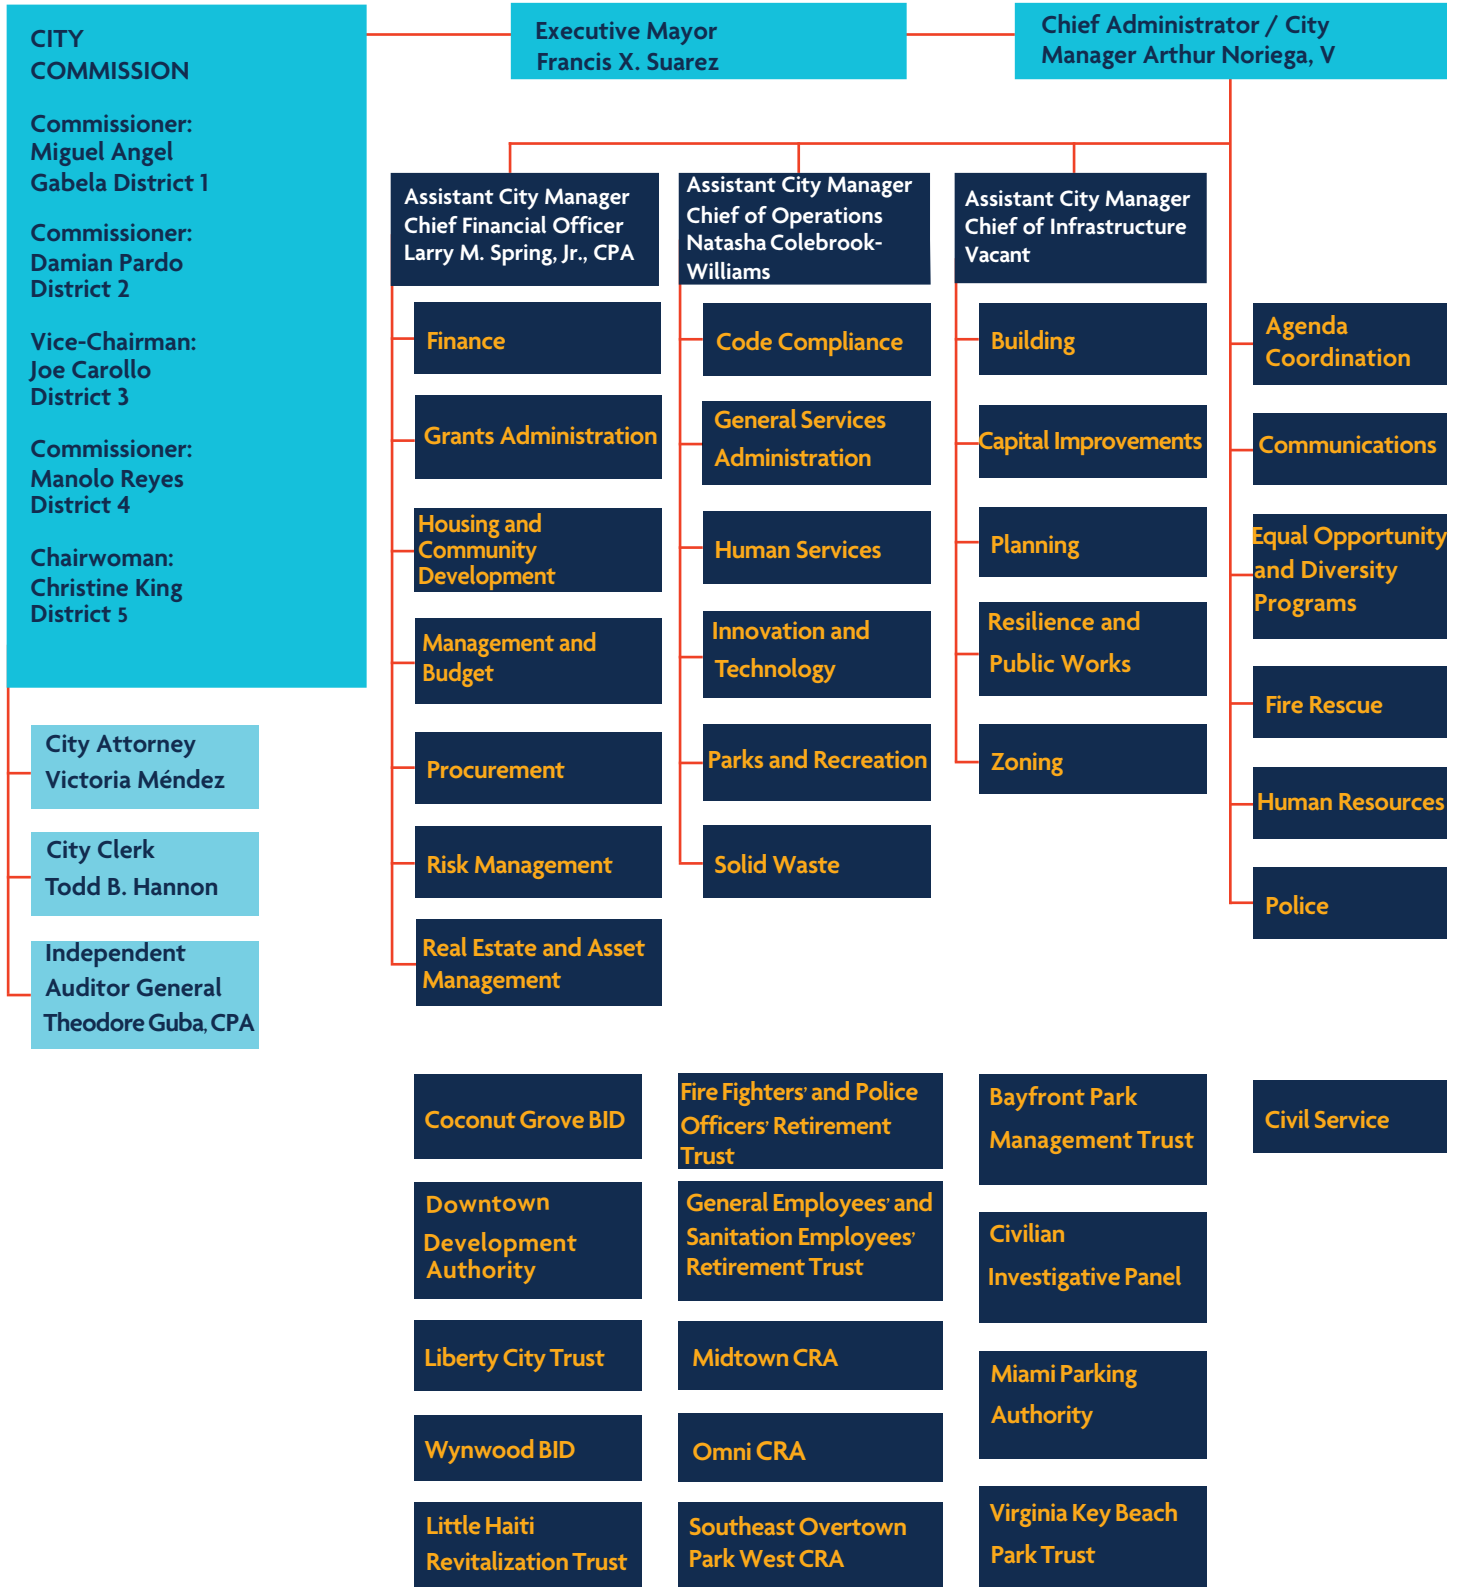 CITY
COMMISSION
Commissioner:
Miguel Angel
Gabela District 1
Commissioner:
Damian Pardo
District 2
Vice-Chairman:
Joe Carollo
District 3
Commissioner:
Manolo Reyes
District 4
Chairwoman:
Christine King
District 5
Executive Mayor
Francis X. Suarez
Chief Administrator / City
Manager Arthur Noriega, V
City Attorney
Victoria Méndez
City Clerk
Todd B. Hannon
Independent
Auditor General
Theodore Guba, CPA
Assistant City Manager
Chief Financial Officer
Larry M. Spring, Jr., CPA
Finance
Grants Administration
Housing and
Community
Development
Management and
Budget
Procurement
Risk Management
Real Estate and Asset
Management
Assistant City Manager
Chief of Operations
Natasha Colebrook-
Williams
Code Compliance
General Services
Administration
Human Services
Innovation and
Technology
Parks and Recreation
Solid Waste
Assistant City Manager
Chief of Infrastructure
Vacant
Building
Capital Improvements
Planning
Resilience and
Public Works
Zoning
Agenda
Coordination
Communications
Equal Opportunity
and Diversity
Programs
Fire Rescue
Human Resources
Police
Coconut Grove BID
Downtown
Development
Authority
Liberty City Trust
Wynwood BID
Little Haiti
Revitalization Trust
Fire Fighters' and Police
Officers' Retirement
Trust
General Employees' and
Sanitation Employees'
Retirement Trust
Midtown CRA
Omni CRA
Southeast Overtown
Park West CRA
Bayfront Park
Management Trust
Civilian
Investigative Panel
Miami Parking
Authority
Virginia Key Beach
Park Trust
Civil Service